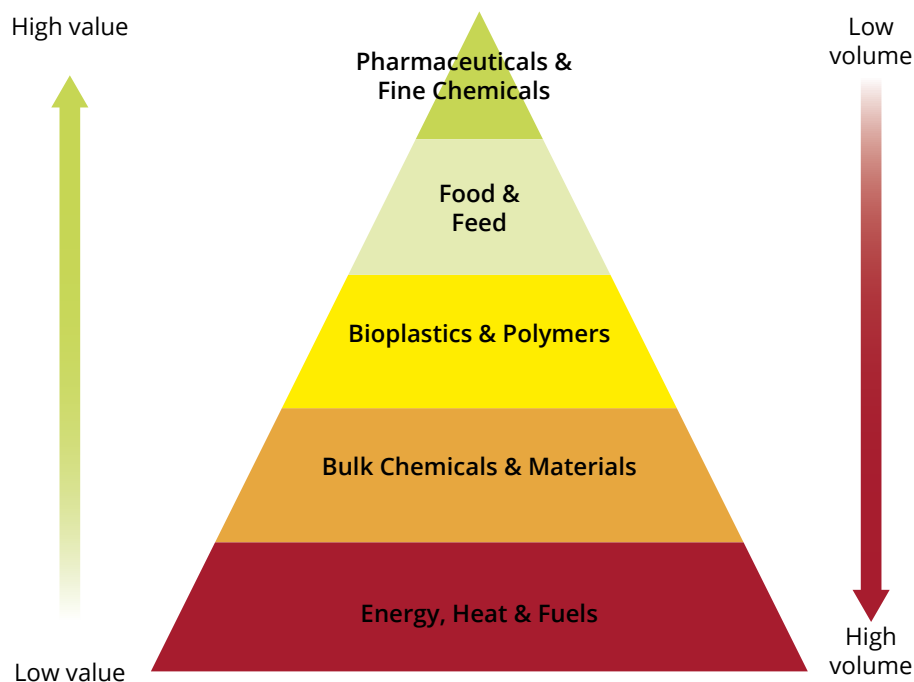 High value
Low
volume
Pharmaceuticals &
Fine Chemicals
Food &
Feed
Bioplastics & Polymers
Bulk Chemicals & Materials
Energy, Heat & Fuels
Low value
High
volume